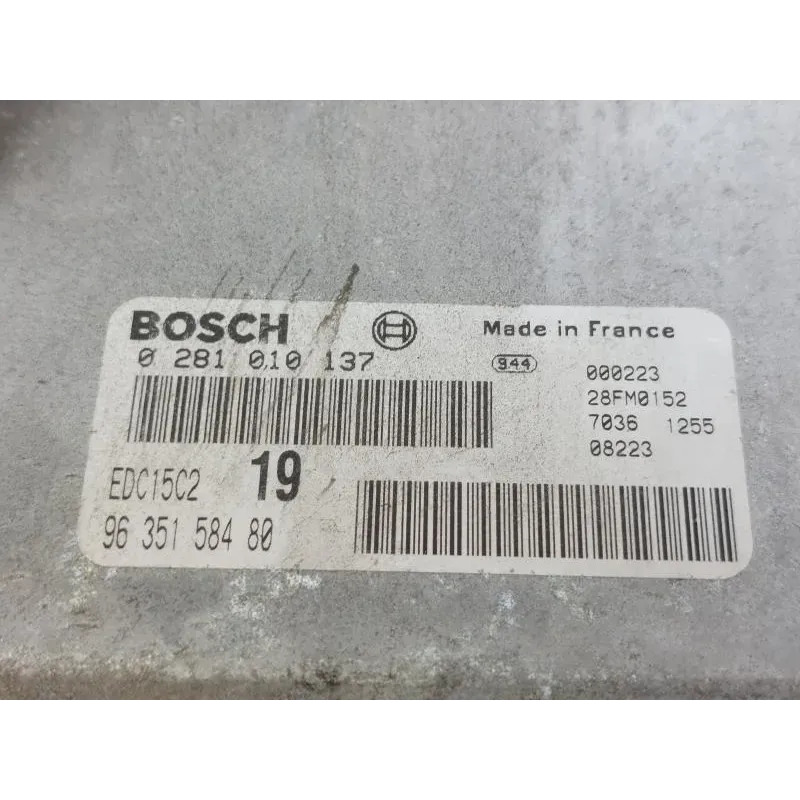 BOSCH
Made in France
0 281 010 137
944
000223
28FM0152
7036 1255
08223
EDC15C2 19
96 351 584 80